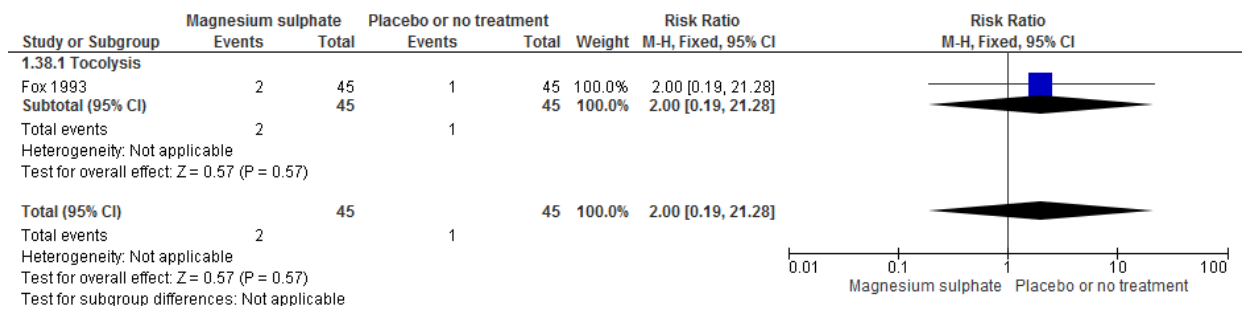 Magnesium sulphate Placebo or no treatment Risk Ratio Risk Ratio
Study or Subgroup Events Total Events Total Weight M-H, Fixed, 95% CI M-H, Fixed, 95% CI
1.38.1 Tocolysis
Fox 1993 2 45 1 45 100.0% 2.00 [0.19, 21.28]
Subtotal (95% CI) 45 45 100.0% 2.00 [0.19, 21.28]
Total events 2 1
Heterogeneity: Not applicable
Test for overall effect: Z = 0.57 (P = 0.57)
Total (95% CI) 45 45 100.0% 2.00 [0.19, 21.28]
Total events 2 1
Heterogeneity: Not applicable
Test for overall effect: Z = 0.57 (P = 0.57)
Test for subgroup differences: Not applicable
0.01 0.1 1 10 100
Magnesium sulphate Placebo or no treatment